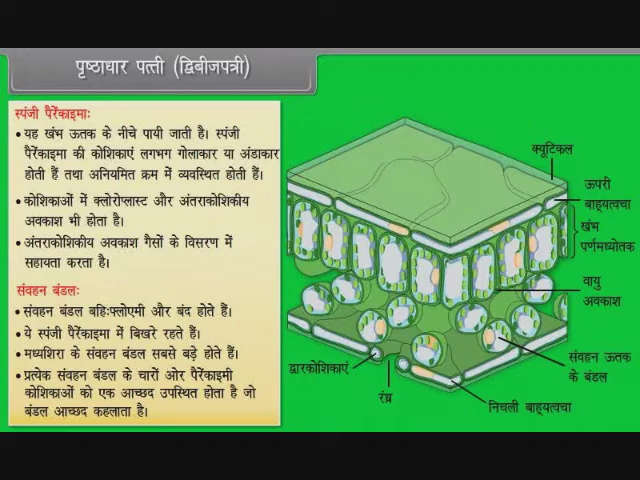 पृष्ठाधार पत्ती (द्विबीजपत्री)
स्पंजी पैरेंकाइमाः
• यह खंभ ऊतक के नीचे पायी जाती है। स्पंजी
पैरेंकाइमा की कोशिकाएं लगभग गोलाकार या अंडाकार
होती हैं तथा अनियमित क्रम में व्यवस्थित होती हैं।
• कोशिकाओं में क्लोरोप्लास्ट और अंतराकोशिकीय
अवकाश भी होता है।
• अंतराकोशिकीय अवकाश गैसों के विसरण में
सहायता करता है।
संवहन बंडलः
• संवहन बंडल बहिःफ्लोएमी और बंद होते हैं।
• ये स्पंजी पैरेंकाइमा में बिखरे रहते हैं।
• मध्यशिरा के संवहन बंडल सबसे बड़े होते हैं।
• प्रत्येक संवहन बंडल के चारों ओर पैरेंकाइमी
कोशिकाओं को एक आच्छद उपस्थित होता है जो
बंडल आच्छद कहलाता है।
क्यूटिकल
ऊपरी
बाह्यत्वचा
खंभ
पर्णमध्योतक
वायु
अवकाश
संवहन ऊतक
के बंडल
द्वारकोशिकाएं
रंध्र
निचली बाह्यत्वचा